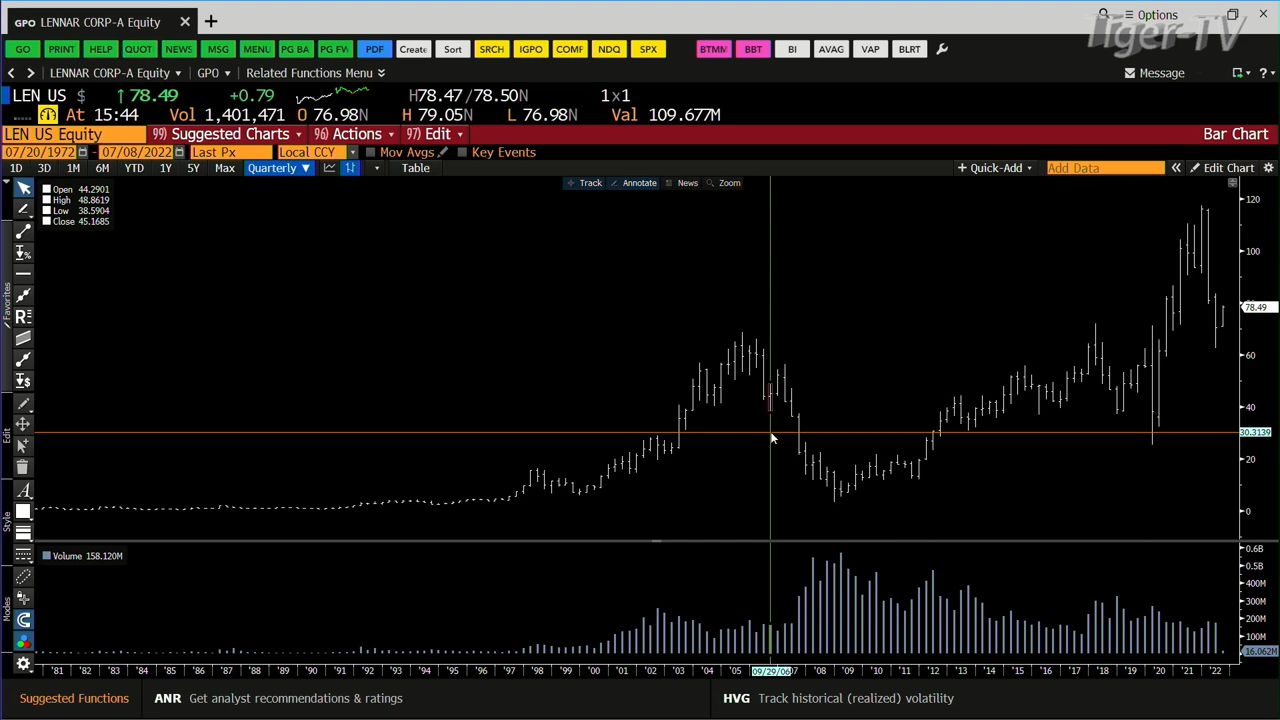 GPO LENNAR CORP-A Equity
Options
Tiger-TV
GO PRINT HELP QUOT NEWS MSG MENU PG BA PG FV PDF Create Sort SRCH IGPO COMF NDQ SPX BTMM BBT BI AVAG VAP BLRT
LENNAR CORP-A Equity GPO Related Functions Menu Message ?
LEN US $ ↑ 78.49 +0.79 H78.47/78.50N 1x1
At 15:44 Vol 1,401,471 O 76.98N H 79.05N L 76.98N Val 109.677M
LEN US Equity 99) Suggested Charts 96) Actions 97) Edit Bar Chart
07/20/1972 - 07/08/2022 Last Px Local CCY Mov Avgs Key Events
1D 3D 1M 6M YTD 1Y 5Y Max Quarterly ▼ Table + Quick-Add Add Data « Edit Chart
Track Annotate News Zoom
Open 44.2901
High 48.8619
Low 38.5904
Close 45.1685
120
100
78.49
60
40
30.3139
20
0
Favorites
Edit
Style
Modes
Volume 158.120M
0.6B
0.5B
400M
300M
200M
100M
16.062M
'81 '82 '83 '84 '85 '86 '87 '88 '89 '90 '91 '92 '93 '94 '95 '96 '97 '98 '99 '00 '01 '02 '03 '04 '05 09/29/06 '08 '09 '10 '11 '12 '13 '14 '15 '16 '17 '18 '19 '20 '21 '22
Suggested Functions ANR Get analyst recommendations & ratings HVG Track historical (realized) volatility